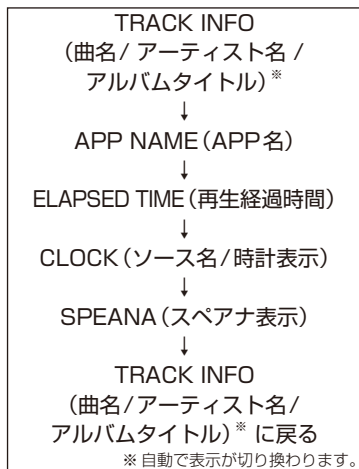 TRACK INFO
(曲名/アーティスト名/
アルバムタイトル)※
↓
APP NAME(APP名)
↓
ELAPSED TIME(再生経過時間)
↓
CLOCK(ソース名/時計表示)
↓
SPEANA(スペアナ表示)
↓
TRACK INFO
(曲名/アーティスト名/
アルバムタイトル)※ に戻る
※自動で表示が切り換わります。